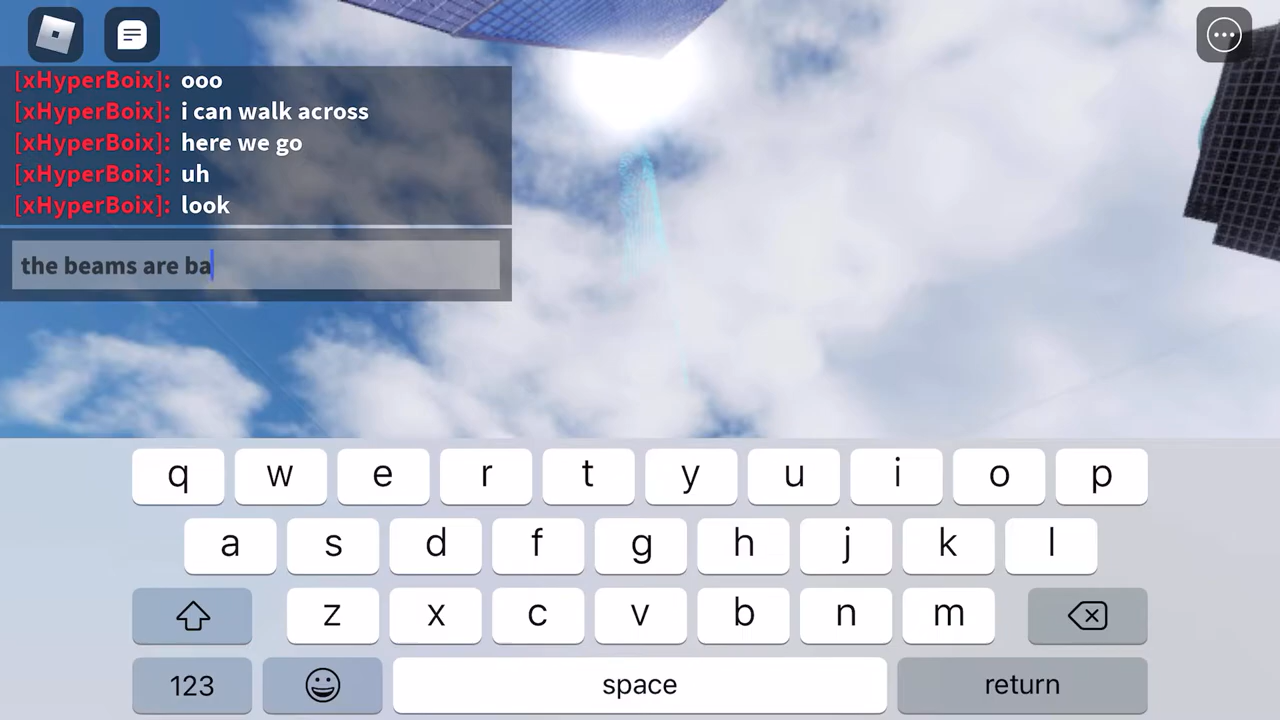 [xHyperBoix]: ooo
[xHyperBoix]: i can walk across
[xHyperBoix]: here we go
[xHyperBoix]: uh
[xHyperBoix]: look
the beams are ba
q w e r t y u i o p
a s d f g h j k l
z x c v b n m
123 space return